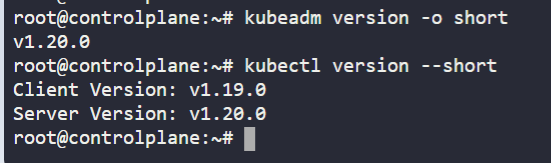 root@controlplane:~# kubeadm version -o short
v1.20.0
root@controlplane:~# kubectl version --short
Client Version: v1.19.0
Server Version: v1.20.0
root@controlplane:~#